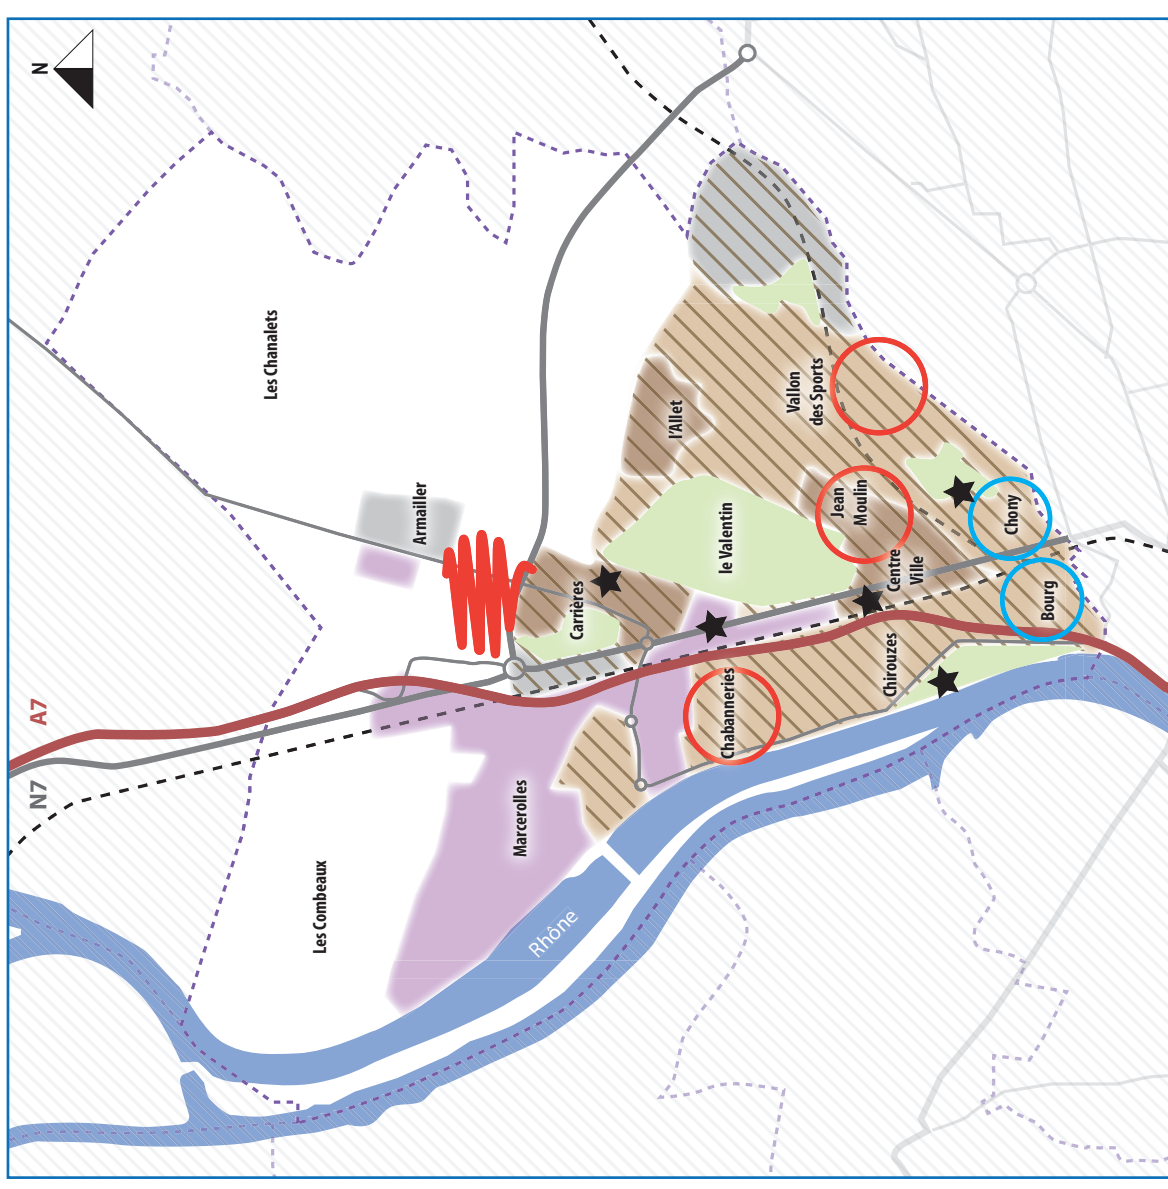 N
A7
N7
Les Chanalets
Armailler
Les Combeaux
Marcerolles
Rhône
Carrières
l'Allet
Vallon
des Sports
le Valentin
Jean
Moulin
Centre
Ville
Chabanneries
Chirouzes
Chony
Bourg